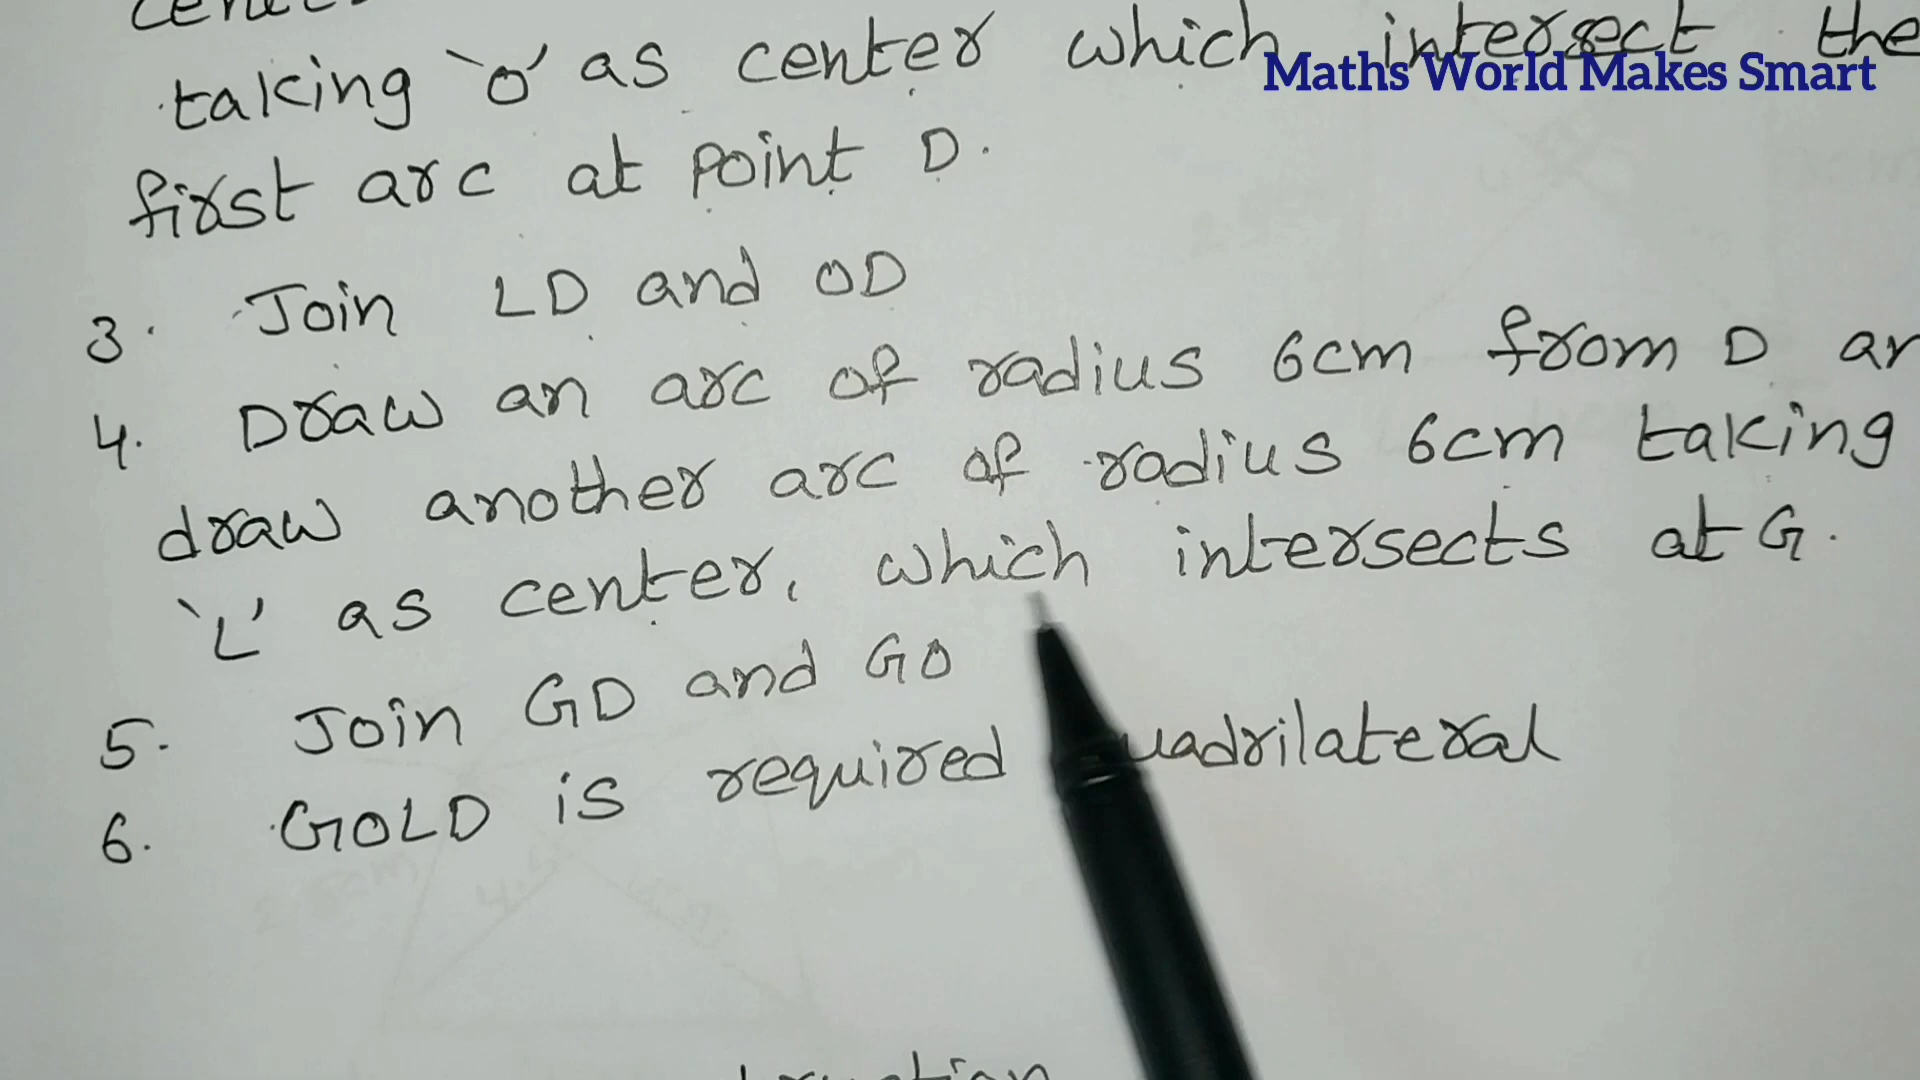 taking `o' as center which intersect the
Maths World Makes Smart
first arc at point D.
3. Join LD and OD
4. Draw an arc of radius 6cm from D
draw another arc of radius 6cm taking
`L' as center, which intersects at G.
5. Join GD and GO
6. GOLD is required